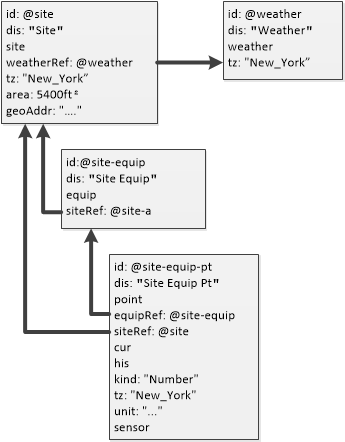 id: @site
dis: "Site"
site
weatherRef: @weather
tz: "New_York"
area: 5400ft²
geoAddr: "...."
id: @weather
dis: "Weather"
weather
tz: "New_York"
id:@site-equip
dis: "Site Equip"
equip
siteRef: @site-a
id: @site-equip-pt
dis: "Site Equip Pt"
point
equipRef: @site-equip
siteRef: @site
cur
his
kind: "Number"
tz: "New_York"
unit: "..."
sensor